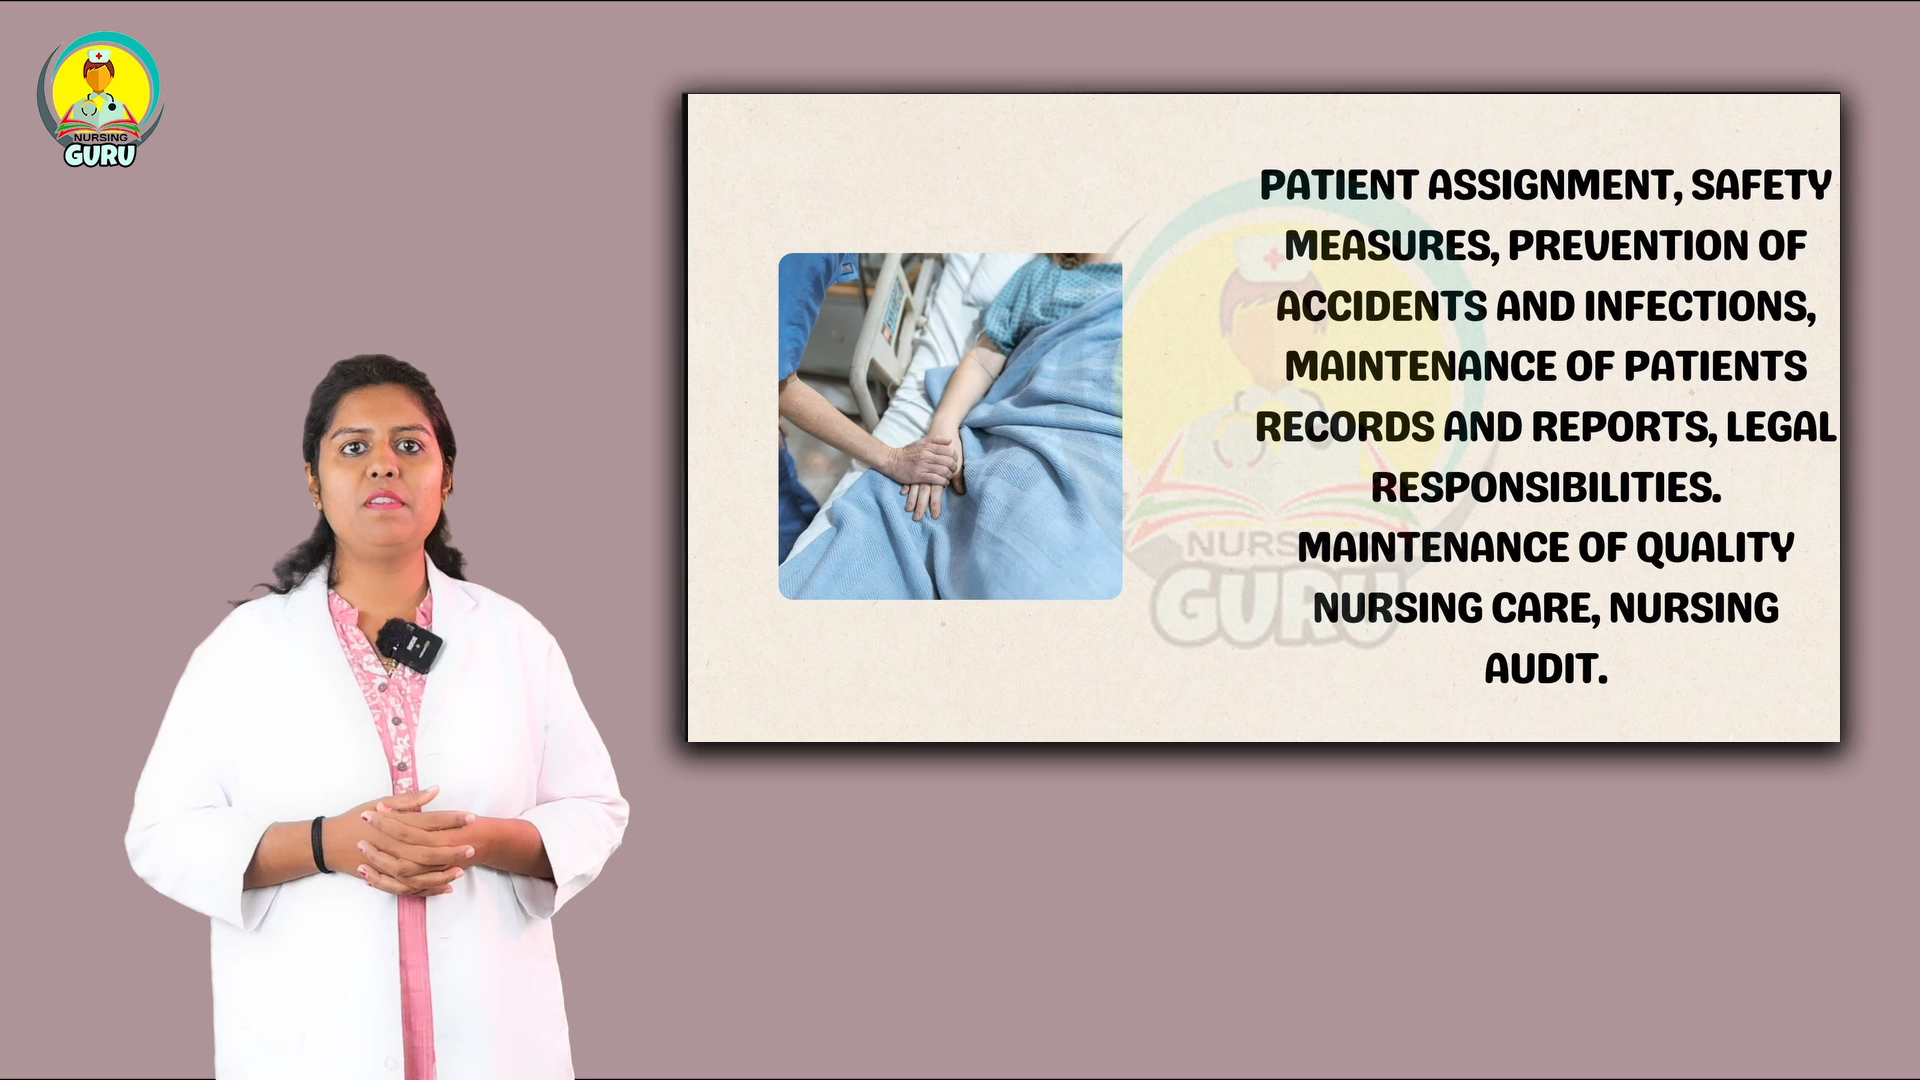 NURSING
GURU
PATIENT ASSIGNMENT, SAFETY
MEASURES, PREVENTION OF
ACCIDENTS AND INFECTIONS,
MAINTENANCE OF PATIENTS
RECORDS AND REPORTS, LEGAL
RESPONSIBILITIES.
MAINTENANCE OF QUALITY
NURSING CARE, NURSING
AUDIT.
GURU